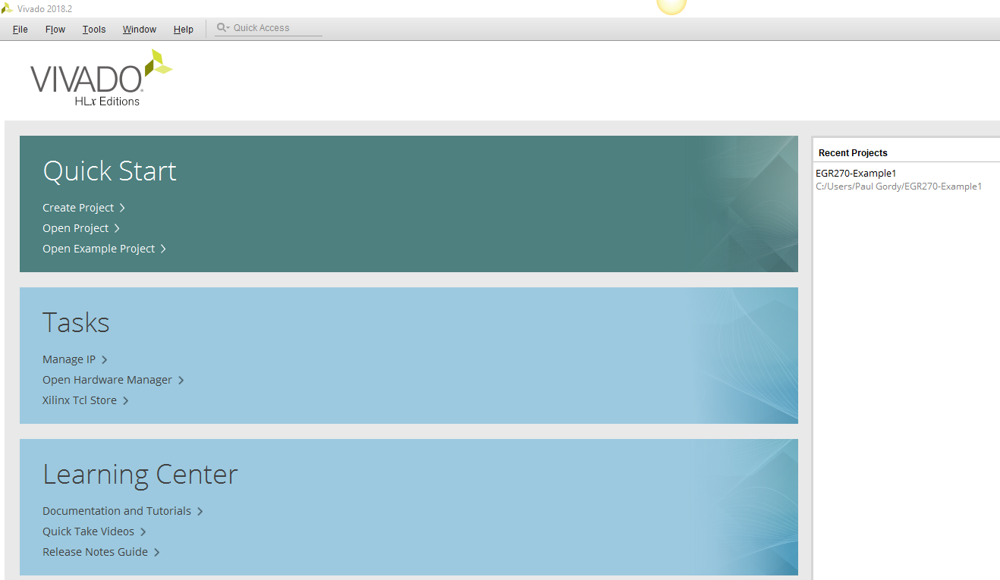 Vivado 2018.2
File Flow Tools Window Help Quick Access
VIVADO
HLx Editions
Quick Start
Create Project
Open Project
Open Example Project
Tasks
Manage IP
Open Hardware Manager
Xilinx Tcl Store
Learning Center
Documentation and Tutorials
Quick Take Videos
Release Notes Guide
Recent Projects
EGR270-Example1
C:/Users/Paul Gordy/EGR270-Example1